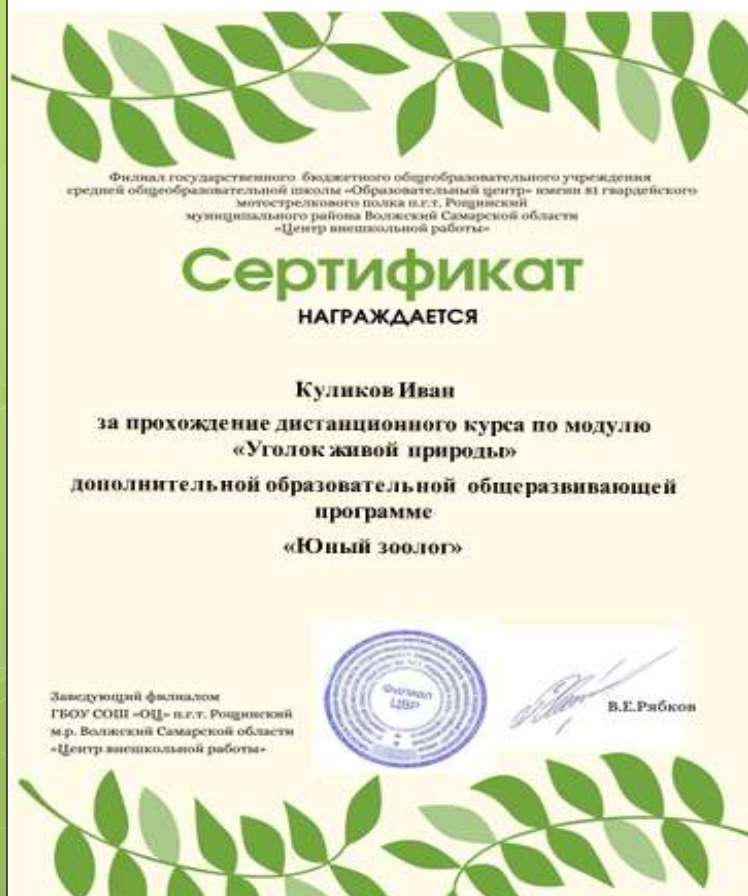 Филиал государственного бюджетного общеобразовательного учреждения
средней общеобразовательной школы «Образовательный центр» имени 81 гвардейского
мотострелкового полка п.г.т. Рощинский
муниципального района Волжский Самарской области
«Центр внешкольной работы»
Сертификат
НАГРАЖДАЕТСЯ
Куликов Иван
за прохождение дистанционного курса по модулю
«Уголок живой природы»
дополнительной образовательной общеразвивающей
программе
«Юный зоолог»
Заведующий филиалом
ГБОУ СОШ «ОЦ» п.г.т. Рощинский
м.р. Волжский Самарской области
«Центр внешкольной работы»
Филиал
ЦВР
В.Е.Рябков